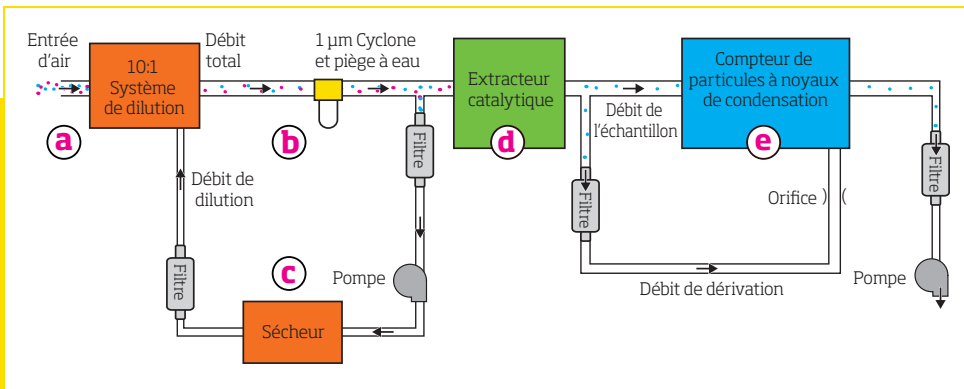 Entrée
d'air
10:1
Système
de dilution
Débit
total
1 µm Cyclone
et piège à eau
Extracteur
catalytique
Débit de
l'échantillon
Compteur de
particules à noyaux
de condensation
a
b
d
e
Filtre
Filtre
Filtre
Orifice
Débit de
dilution
Filtre
c
Sécheur
Pompe
Débit de dérivation
Pompe